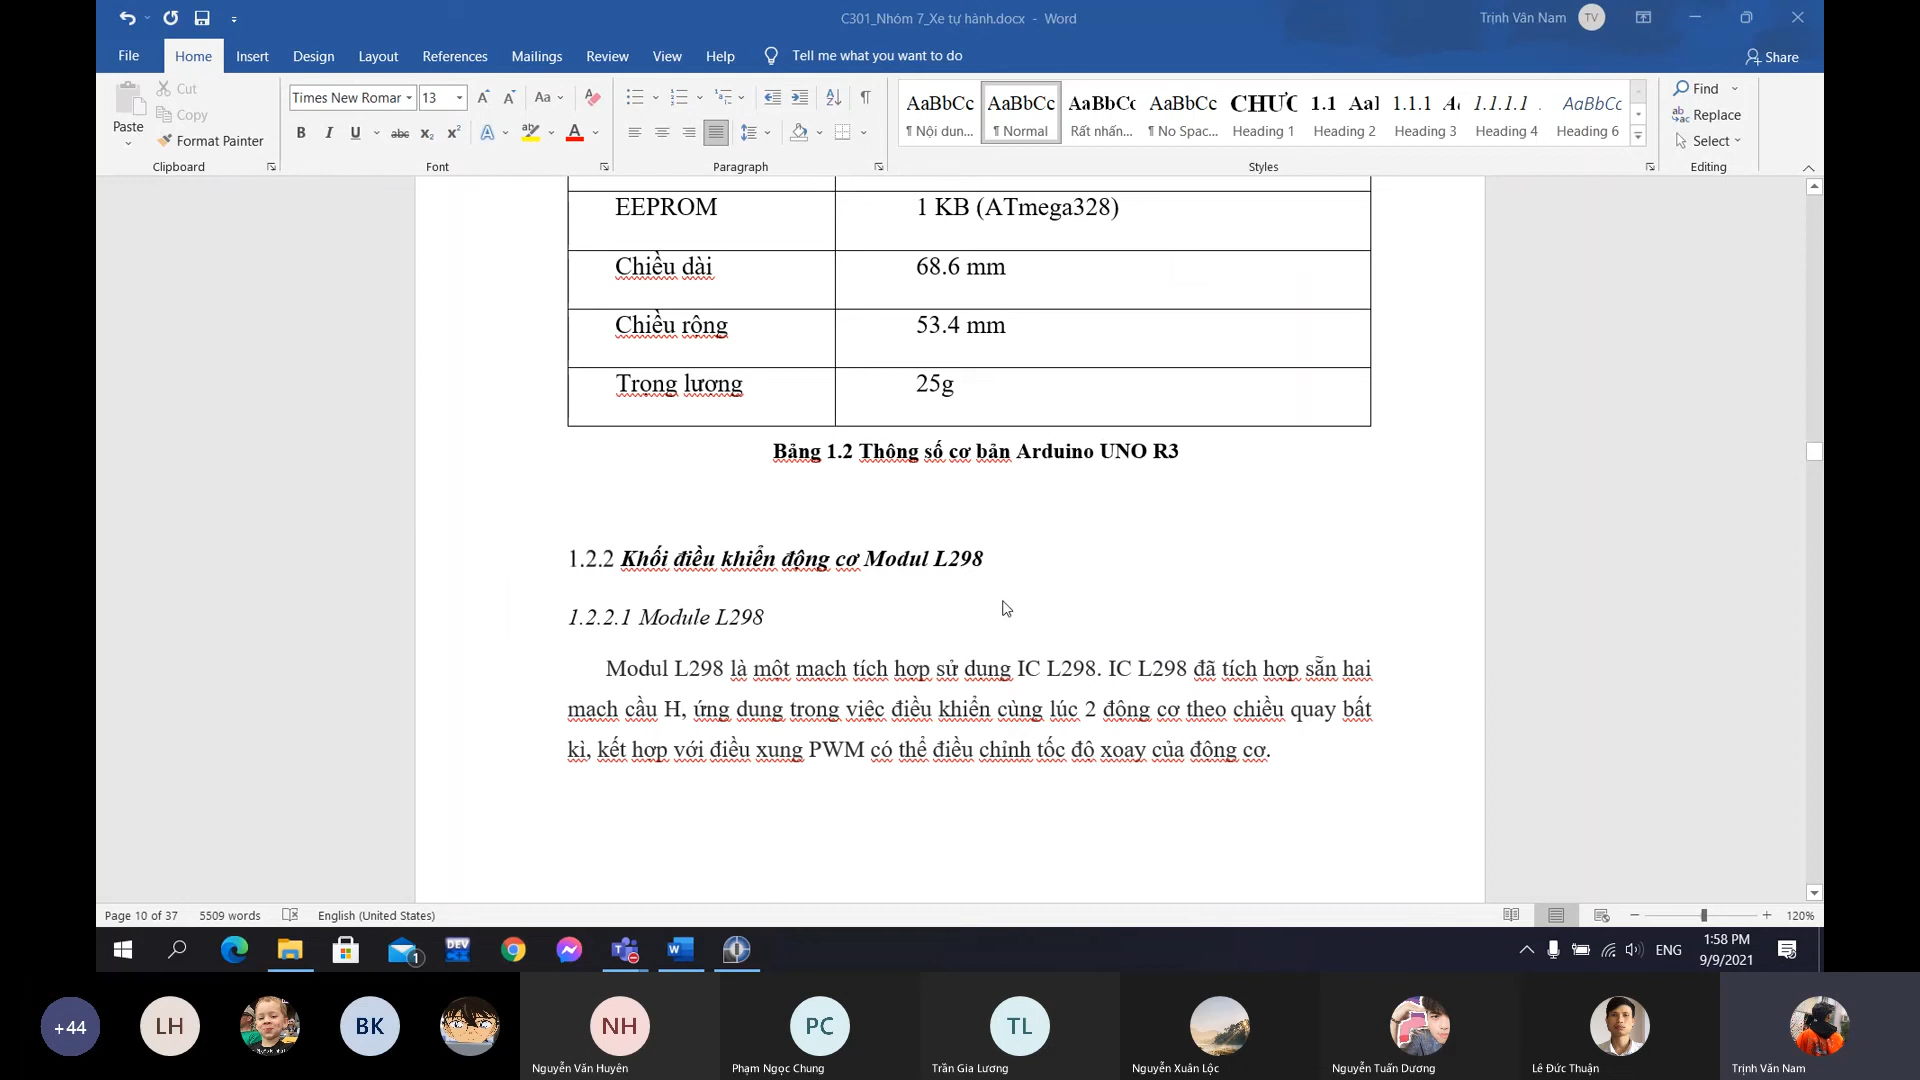 C301_Nhóm 7_Xe tự hành.docx - Word
Trịnh Văn Nam
TV
File Home Insert Design Layout References Mailings Review View Help Tell me what you want to do
Share
Paste
Cut
Copy
Format Painter
Clipboard
Times New Romar 13
Font
Paragraph
AaBbCc AaBbCc AaBbCc AaBbCc CHƯƠ 1.1 AaB 1.1.1 1.1.1.1 AaBbCc
¶ Nội dun... ¶ Normal Rất nhấn... ¶ No Spac... Heading 1 Heading 2 Heading 3 Heading 4 Heading 6
Styles
Find
Replace
Select
Editing
EEPROM 1 KB (ATmega328)
Chiều dài 68.6 mm
Chiều rộng 53.4 mm
Trọng lượng 25g
Bảng 1.2 Thông số cơ bản Arduino UNO R3
1.2.2 Khối điều khiển động cơ Modul L298
1.2.2.1 Module L298
Modul L298 là một mạch tích hợp sử dụng IC L298. IC L298 đã tích hợp sẵn hai
mạch cầu H, ứng dụng trong việc điều khiển cùng lúc 2 động cơ theo chiều quay bất
kì, kết hợp với điều xung PWM có thể điều chỉnh tốc độ xoay của động cơ.
Page 10 of 37 5509 words English (United States) 120%
DEV
1
ENG
1:58 PM
9/9/2021
+44 LH BK NH PC TL
Nguyễn Văn Huyên Phạm Ngọc Chung Trần Gia Lương Nguyễn Xuân Lộc Nguyễn Tuấn Dương Lê Đức Thuận Trịnh Văn Nam